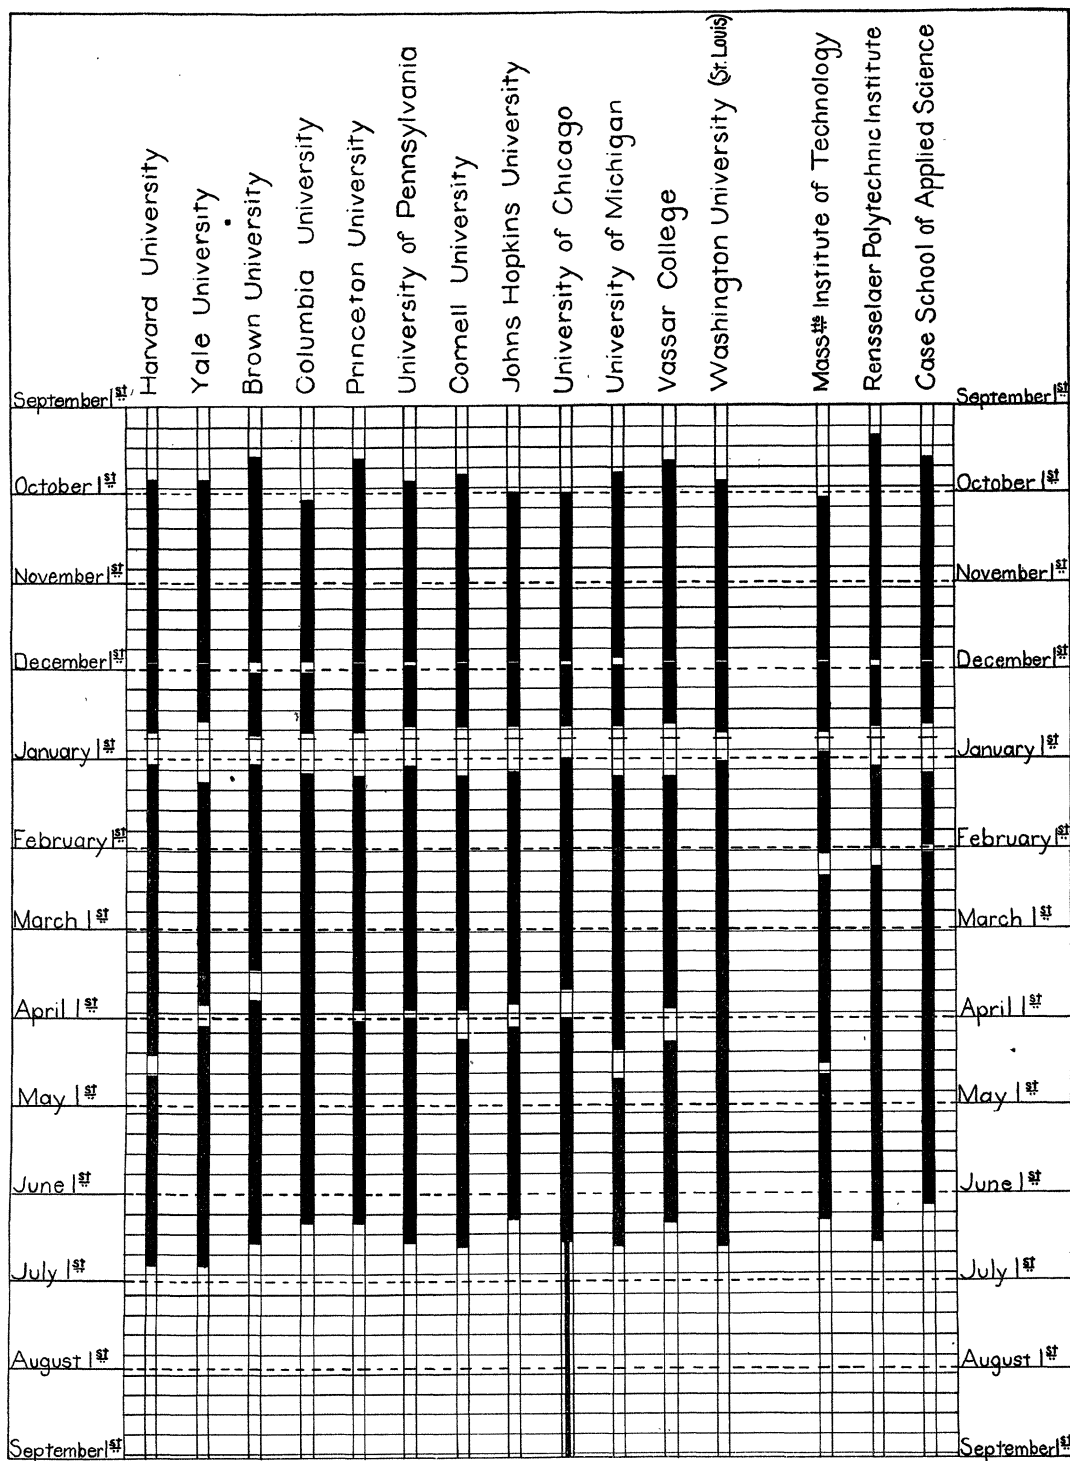 Harvard University
Yale University
Brown University
Columbia University
Princeton University
University of Pennsylvania
Cornell University
Johns Hopkins University
University of Chicago
University of Michigan
Vassar College
Washington University (St. Louis)
Masstts Institute of Technology
Rensselaer Polytechnic Institute
Case School of Applied Science
September 1st
October 1st
November 1st
December 1st
January 1st
February 1st
March 1st
April 1st
May 1st
June 1st
July 1st
August 1st
September 1st
September 1st
October 1st
November 1st
December 1st
January 1st
February 1st
March 1st
April 1st
May 1st
June 1st
July 1st
August 1st
September 1st